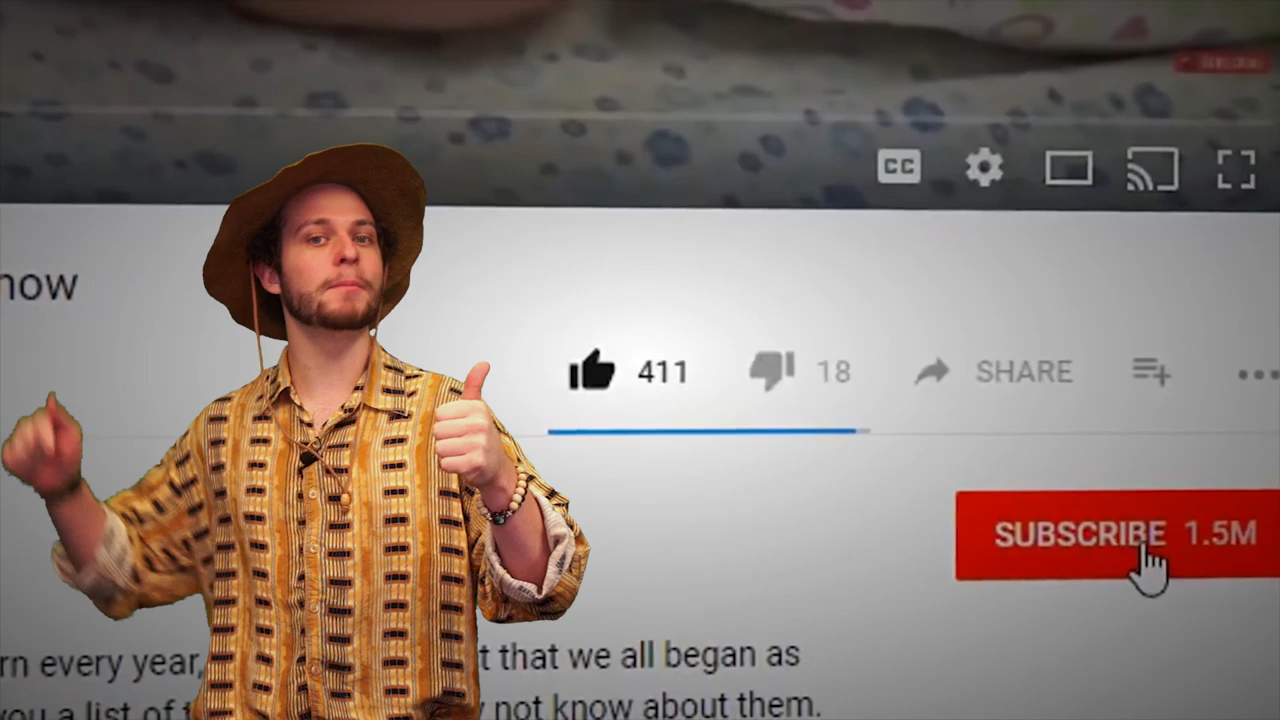 CC
now
411 18 SHARE
SUBSCRIBE 1.5M
rn every year, t that we all began as
you a list of t y not know about them.